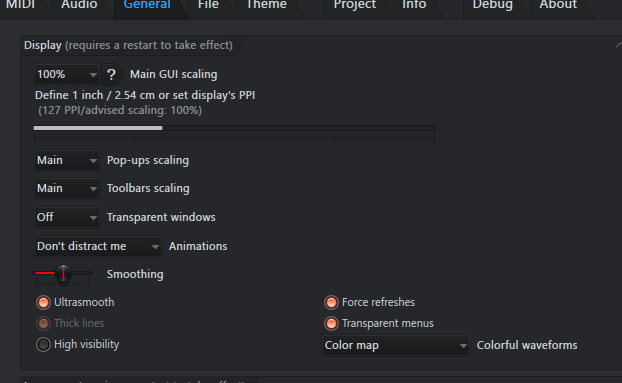 MIDI Audio General File Theme Project Info Debug About
Display (requires a restart to take effect)
100% ? Main GUI scaling
Define 1 inch / 2.54 cm or set display's PPI
(127 PPI/advised scaling: 100%)
Main Pop-ups scaling
Main Toolbars scaling
Off Transparent windows
Don't distract me Animations
Smoothing
Ultrasmooth Force refreshes
Thick lines Transparent menus
High visibility Color map Colorful waveforms